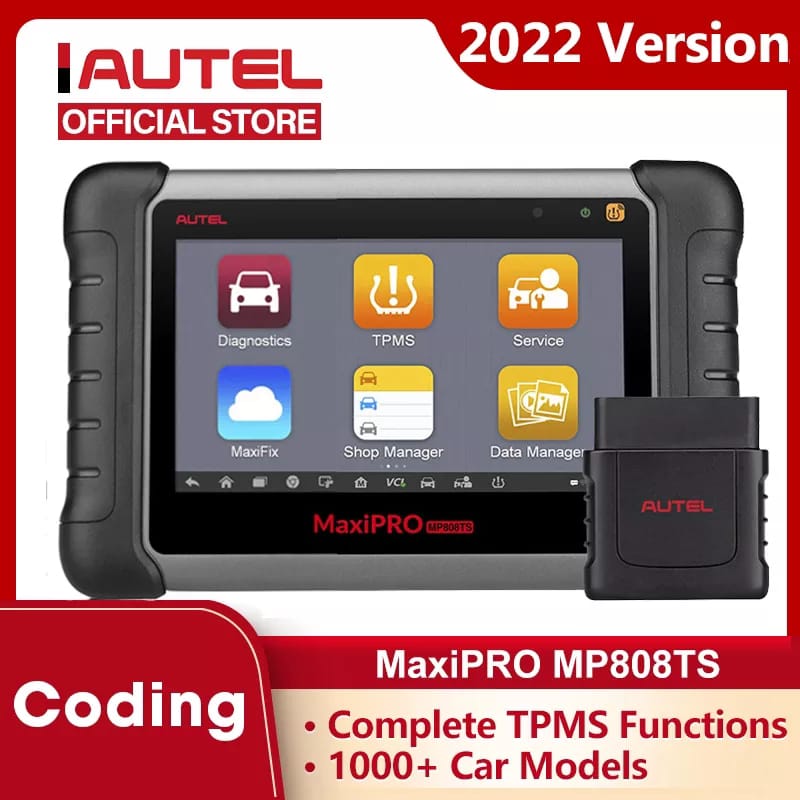 AUTEL
OFFICIAL STORE
2022 Version
AUTEL
Diagnostics
TPMS
Service
MaxiFix
Shop Manager
Data Manager
VCI
MaxiPRO MP808TS
AUTEL
MaxiPRO MP808TS
Coding
• Complete TPMS Functions
• 1000+ Car Models